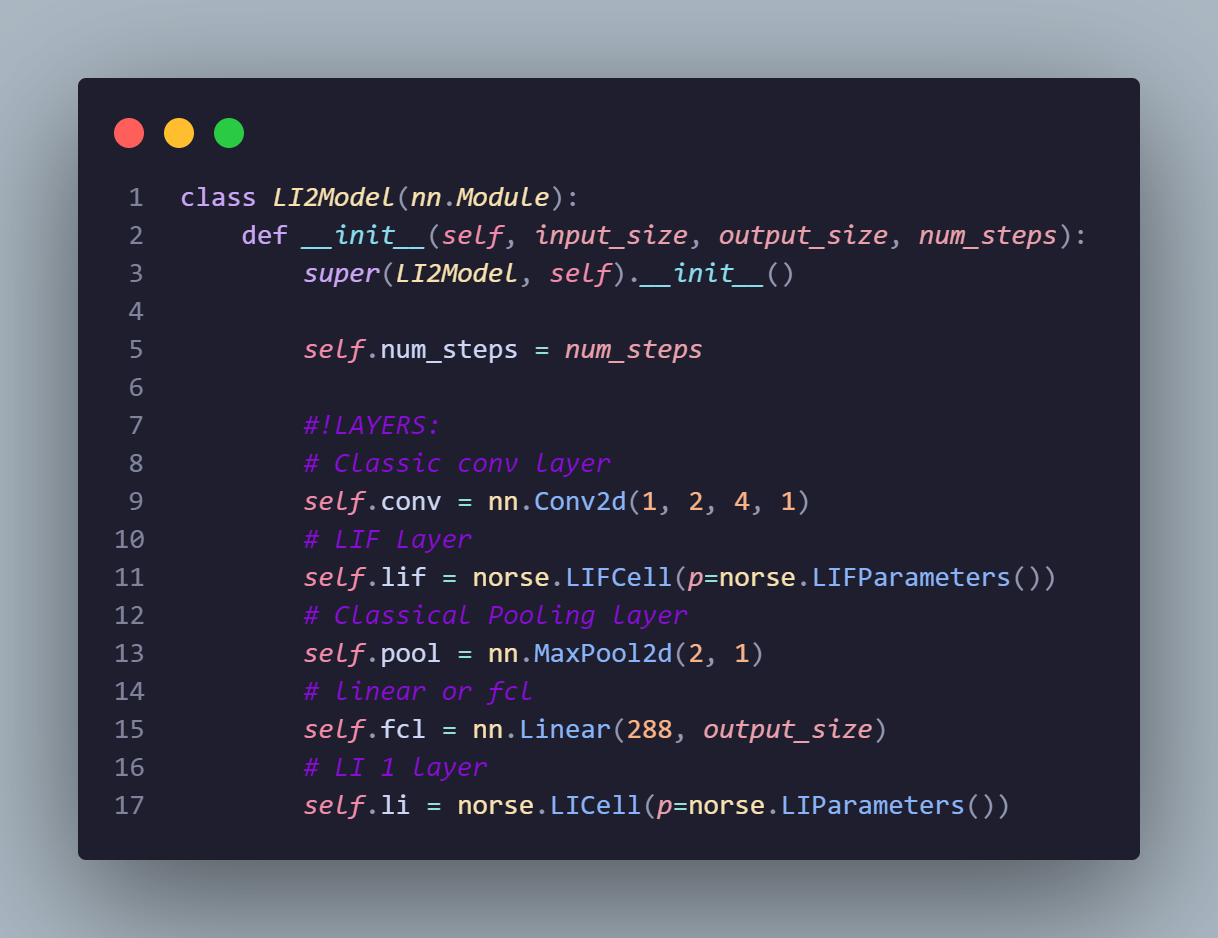 1 class LI2Model(nn.Module):
2     def __init__(self, input_size, output_size, num_steps):
3         super(LI2Model, self).__init__()
4
5         self.num_steps = num_steps
6
7         #!LAYERS:
8         # Classic conv layer
9         self.conv = nn.Conv2d(1, 2, 4, 1)
10         # LIF Layer
11         self.lif = norse.LIFCell(p=norse.LIFParameters())
12         # Classical Pooling layer
13         self.pool = nn.MaxPool2d(2, 1)
14         # linear or fcl
15         self.fcl = nn.Linear(288, output_size)
16         # LI 1 layer
17         self.li = norse.LICell(p=norse.LIParameters())